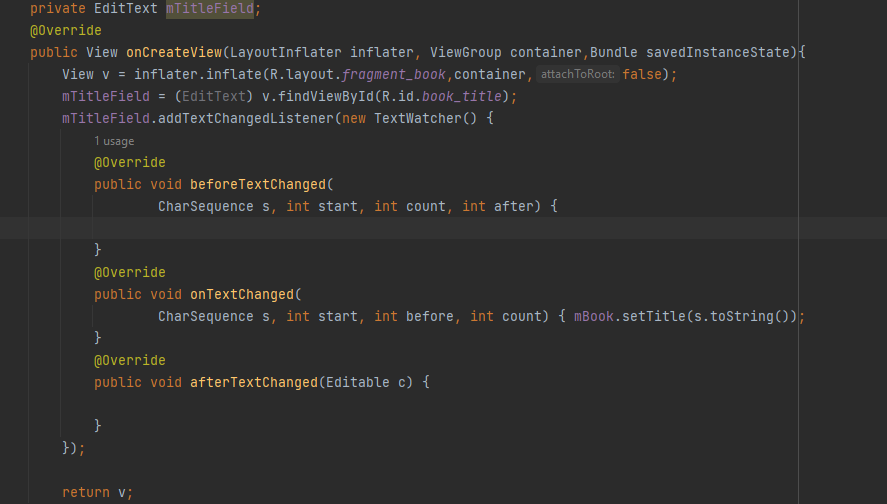 private EditText mTitleField;
@Override
public View onCreateView(LayoutInflater inflater, ViewGroup container,Bundle savedInstanceState){
View v = inflater.inflate(R.layout.fragment_book,container, attachToRoot: false);
mTitleField = (EditText) v.findViewById(R.id.book_title);
mTitleField.addTextChangedListener(new TextWatcher() {
1 usage
@Override
public void beforeTextChanged(
CharSequence s, int start, int count, int after) {
}
@Override
public void onTextChanged(
CharSequence s, int start, int before, int count) { mBook.setTitle(s.toString());
}
@Override
public void afterTextChanged(Editable c) {
}
});
return v;